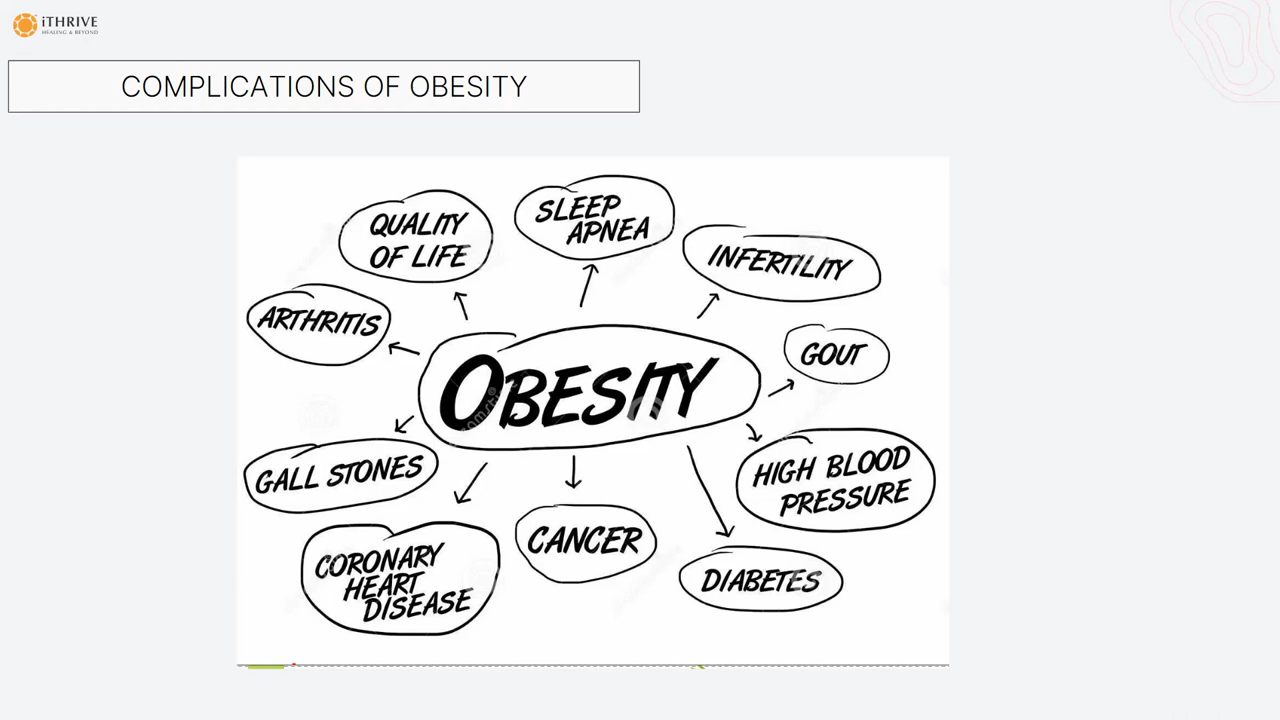 iTHRIVE
HEALING & BEYOND
COMPLICATIONS OF OBESITY
QUALITY
OF LIFE
SLEEP
APNEA
INFERTILITY
ARTHRITIS
GOUT
OBESITY
GALL STONES
HIGH BLOOD
PRESSURE
CORONARY
HEART
DISEASE
CANCER
DIABETES